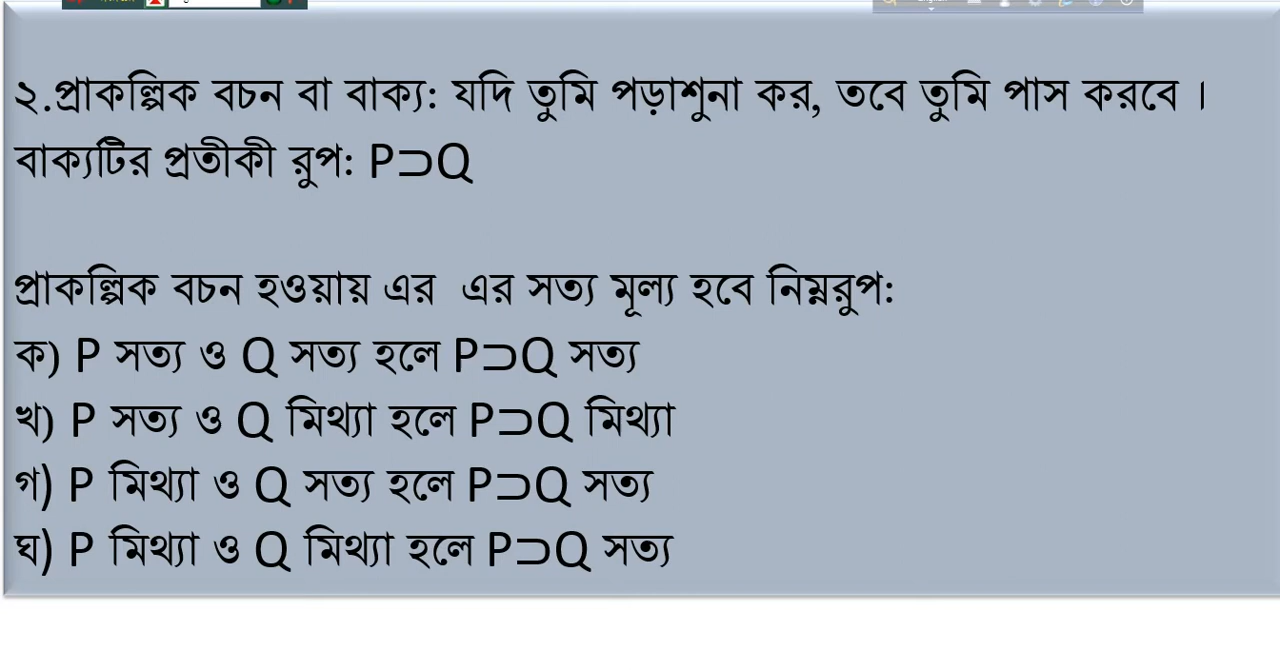 ২.প্রাকল্পিক বচন বা বাক্য: যদি তুমি পড়াশুনা কর, তবে তুমি পাস করবে ।
বাক্যটির প্রতীকী রুপ: P⊃Q
প্রাকল্পিক বচন হওয়ায় এর এর সত্য মূল্য হবে নিম্নরুপ:
ক) P সত্য ও Q সত্য হলে P⊃Q সত্য
খ) P সত্য ও Q মিথ্যা হলে P⊃Q মিথ্যা
গ) P মিথ্যা ও Q সত্য হলে P⊃Q সত্য
ঘ) P মিথ্যা ও Q মিথ্যা হলে P⊃Q সত্য